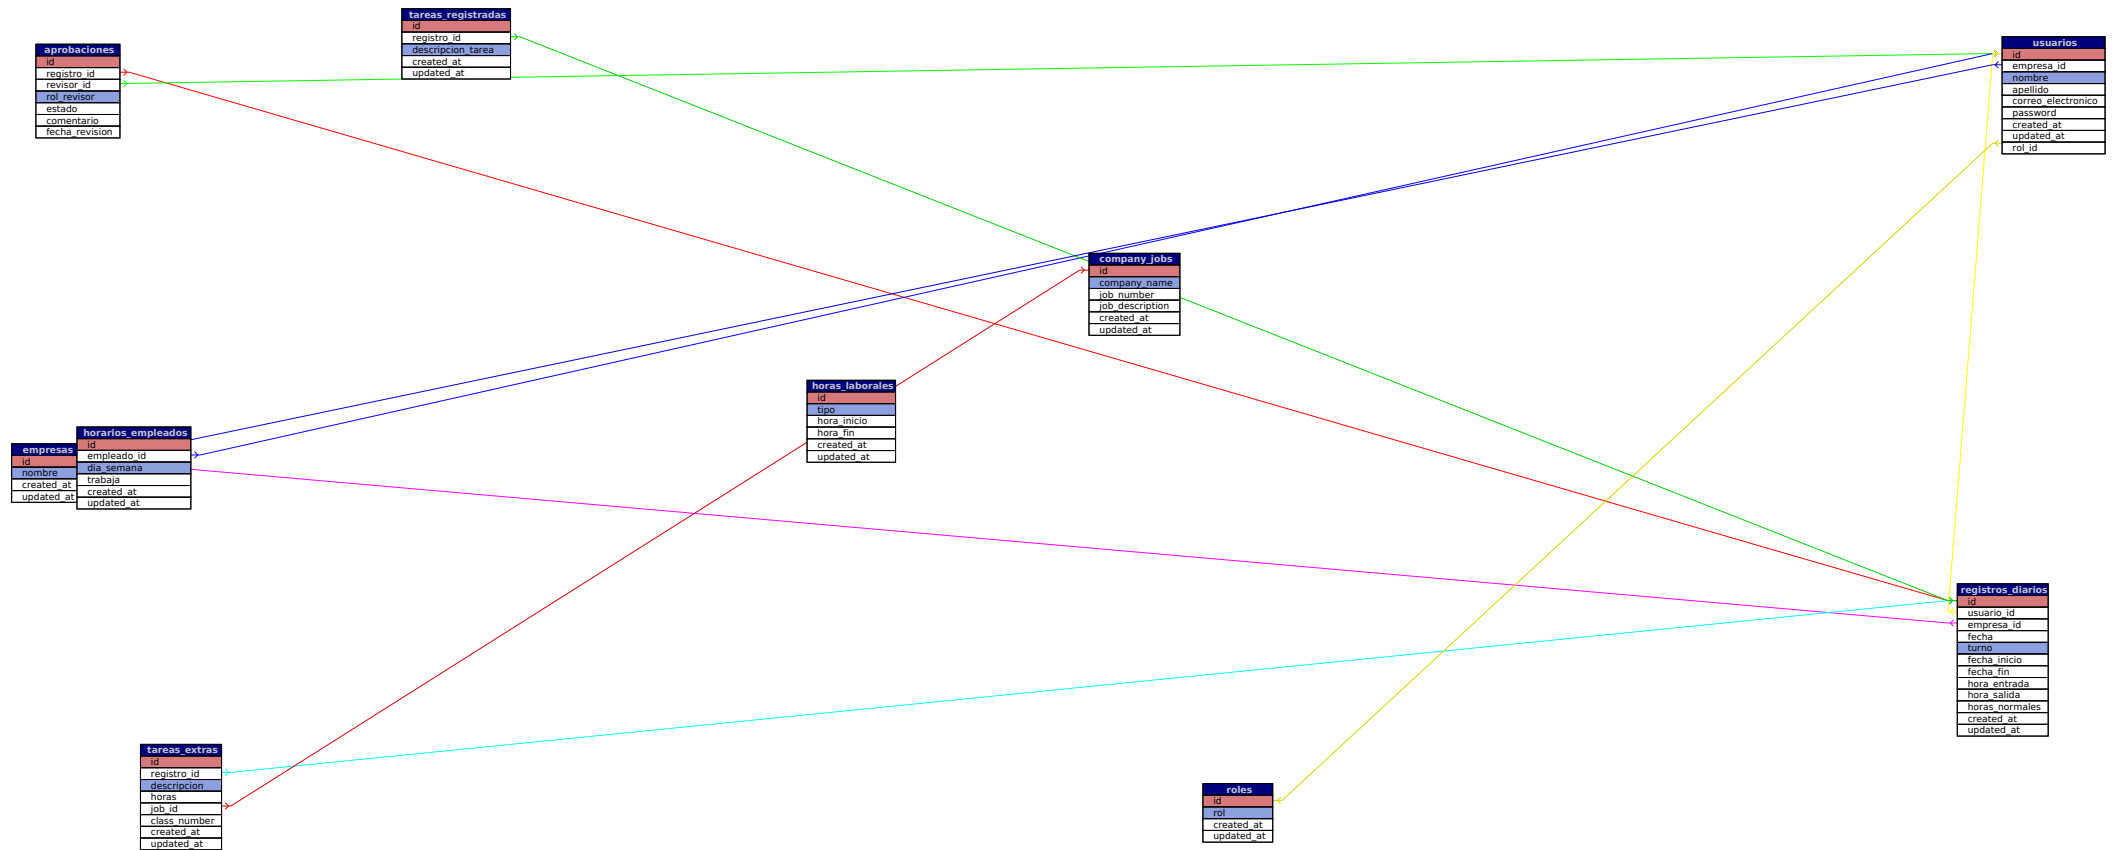 tareas_registradas
id
registro_id
descripcion_tarea
created_at
updated_at
aprobaciones
id
registro_id
revisor_id
rol_revisor
estado
comentario
fecha_revision
usuarios
id
empresa_id
nombre
apellido
correo_electronico
password
created_at
updated_at
rol_id
company_jobs
id
company_name
job_number
job_description
created_at
updated_at
horas_laborales
id
tipo
hora_inicio
hora_fin
created_at
updated_at
empresas
id
nombre
created_at
updated_at
horarios_empleados
id
empleado_id
dia_semana
trabaja
created_at
updated_at
registros_diarios
id
usuario_id
empresa_id
fecha
turno
fecha_inicio
fecha_fin
hora_entrada
hora_salida
horas_normales
created_at
updated_at
tareas_extras
id
registro_id
descripcion
horas
job_id
class_number
created_at
updated_at
roles
id
rol
created_at
updated_at